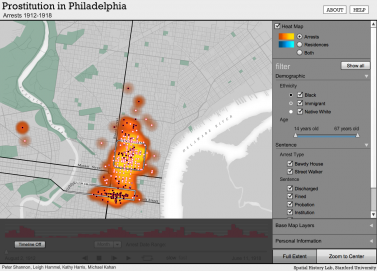 Prostitution in Philadelphia
Arrests 1912-1918
ABOUT
HELP
Heat Map
Arrests
Residences
Both
filter
Show all
Demographic
Ethnicity
Black
Immigrant
Native White
Age
14 years old
67 years old
Sentence
Arrest Type
Bawdy House
Street Walker
Sentence
Discharged
Fined
Probation
Institution
Base Map Layers
Personal Information
Timeline Off
Full Extent
Zoom to Center
Peter Shannon, Leigh Hammel, Kathy Harris, Michael Kahan
Spatial History Lab, Stanford University